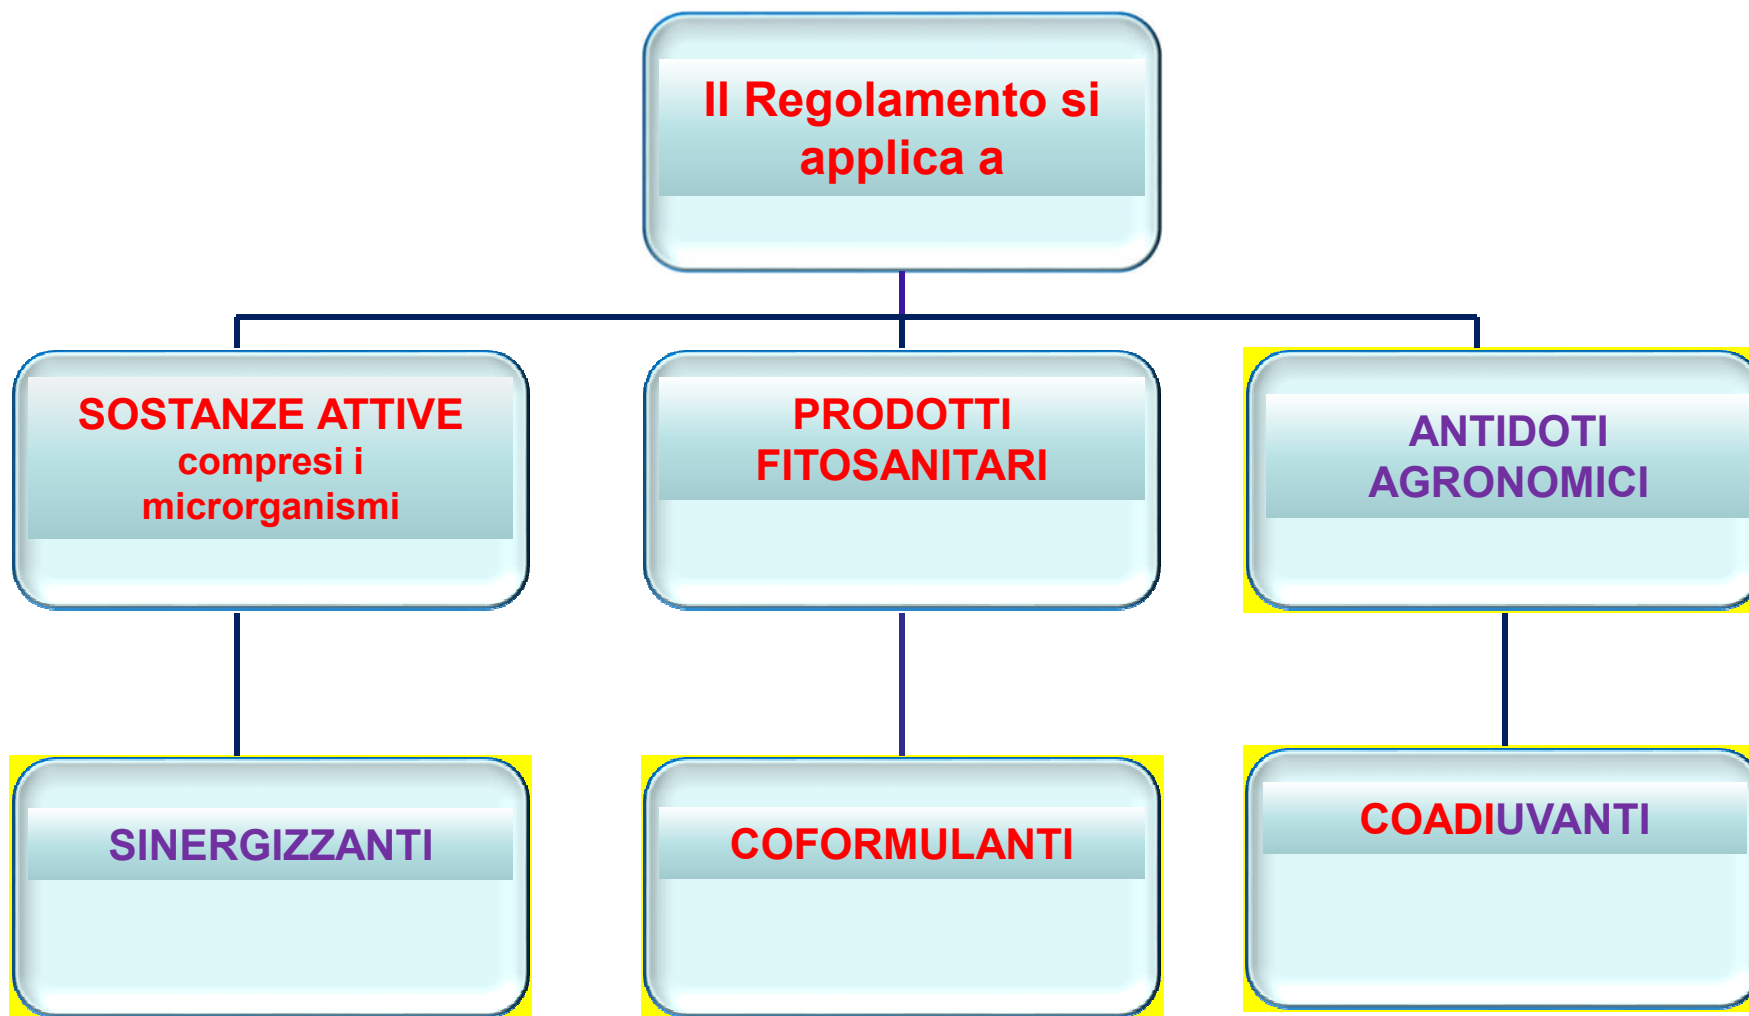 Il Regolamento si
applica a
SOSTANZE ATTIVE
compresi i
microrganismi
PRODOTTI
FITOSANITARI
ANTIDOTI
AGRONOMICI
SINERGIZZANTI
COFORMULANTI
COADIUVANTI